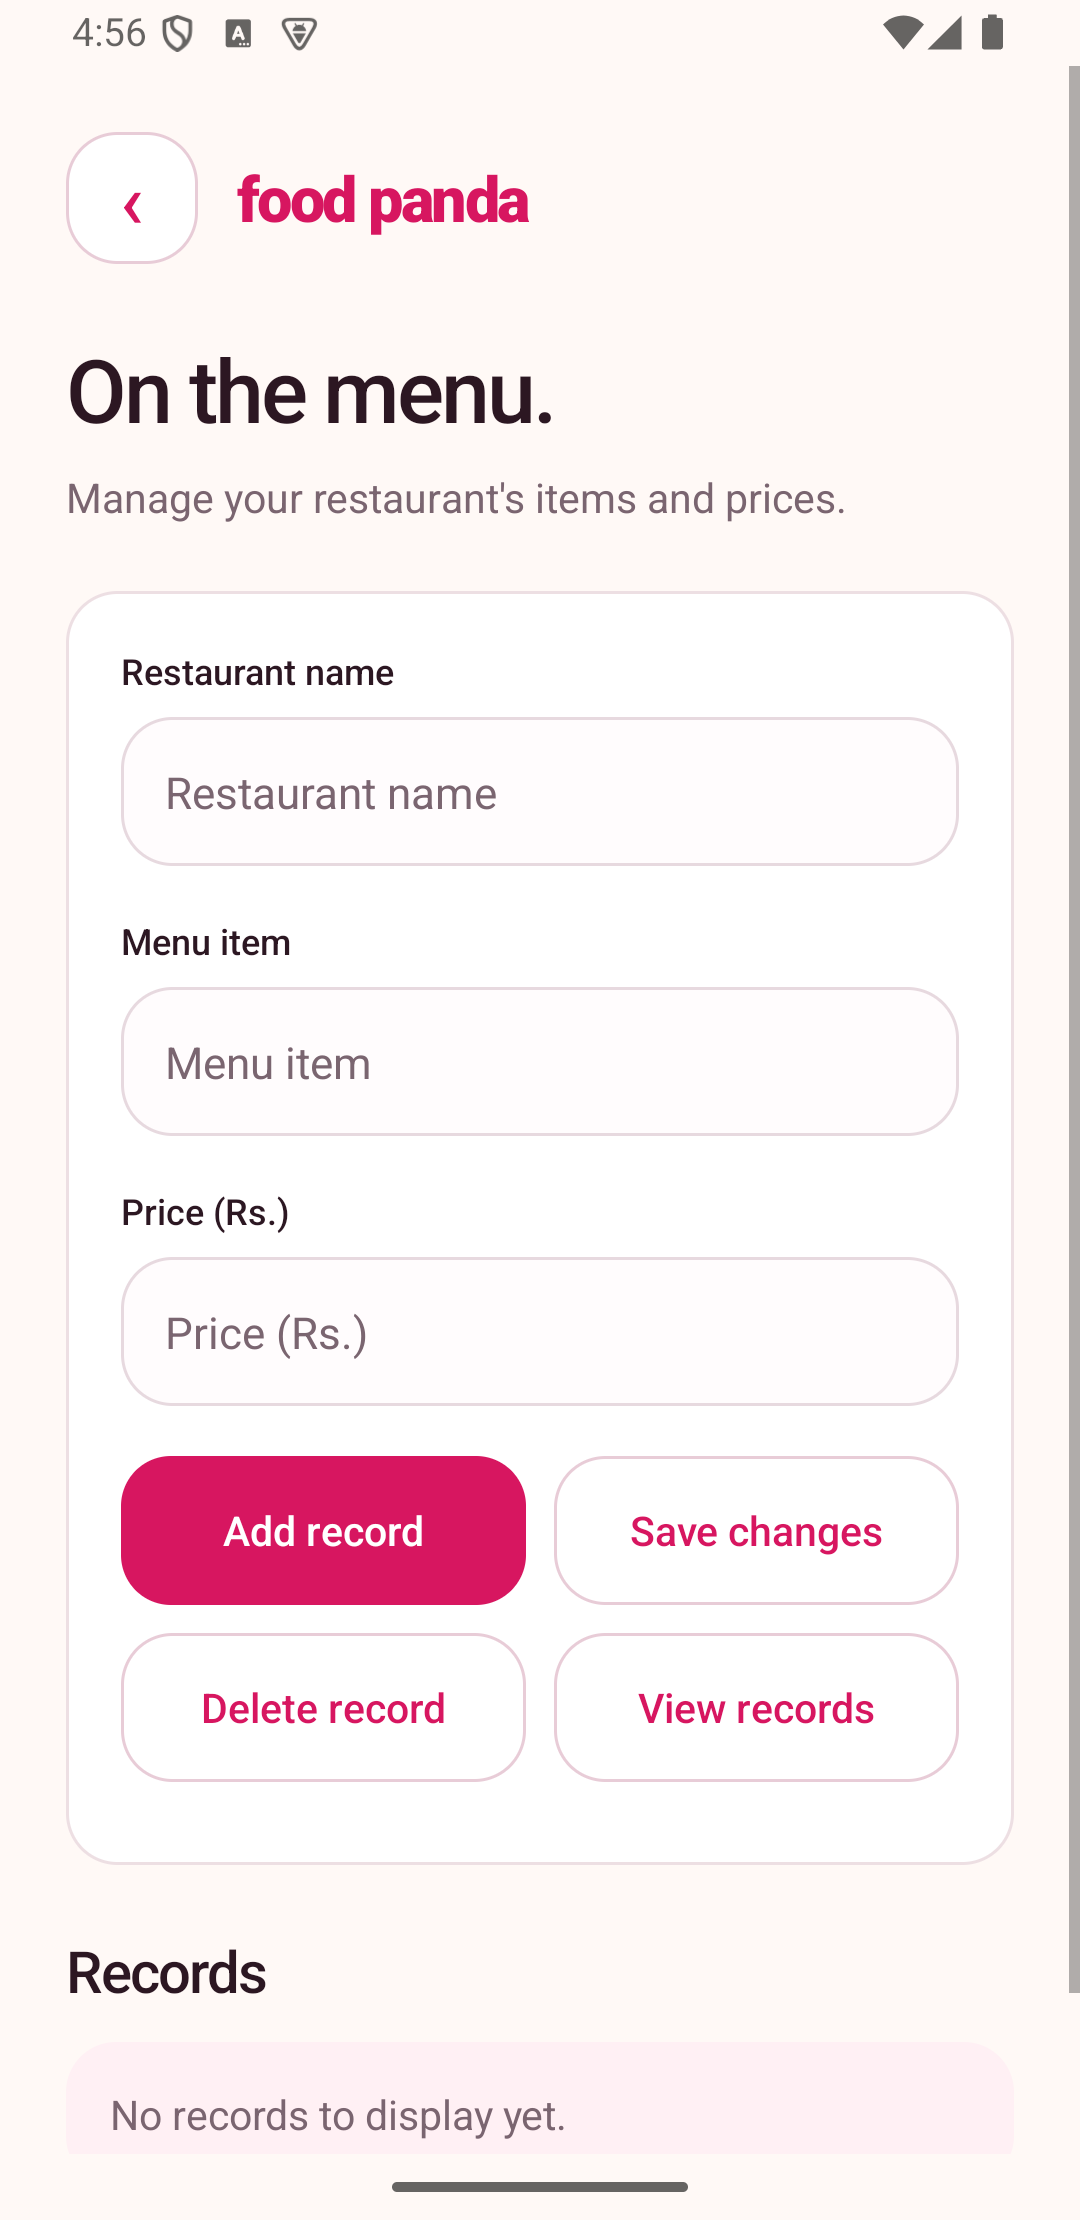 4:56
‹
food panda
On the menu.
Manage your restaurant's items and prices.
Restaurant name
Restaurant name
Menu item
Menu item
Price (Rs.)
Price (Rs.)
Add record
Save changes
Delete record
View records
Records
No records to display yet.